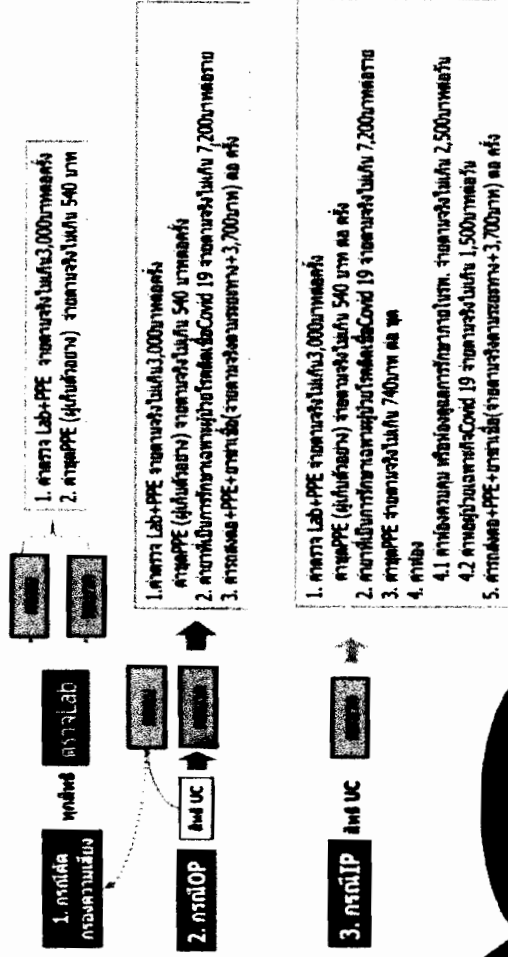 1. กรณีคัด
กรองความเสี่ยง
ทุกสิทธิ
ตรวจLab
1. ค่าตรวจ Lab+PPE จ่ายตามจริงไม่เกิน3,000บาทต่อครั้ง
2. ค่าชุดPPE (ผู้เก็บตัวอย่าง) จ่ายตามจริงไม่เกิน 540 บาท
2. กรณีOP
สิทธิ UC
1.ค่าตรวจ Lab+PPE จ่ายตามจริงไม่เกิน3,000บาทต่อครั้ง
ค่าชุดPPE (ผู้เก็บตัวอย่าง) จ่ายตามจริงไม่เกิน 540 บาทต่อครั้ง
2. ค่ายาที่เป็นการรักษาเฉพาะผู้ป่วยโรคติดเชื้อCovid 19 จ่ายตามจริงไม่เกิน 7,200บาทต่อราย
3. ค่ารถส่งต่อ+PPE+ยาฆ่าเชื้อ(จ่ายตามจริงตามระยะทาง+3,700บาท) ต่อ ครั้ง
3. กรณีIP
สิทธิ UC
1. ค่าตรวจ Lab+PPE จ่ายตามจริงไม่เกิน3,000บาทต่อครั้ง
ค่าชุดPPE (ผู้เก็บตัวอย่าง) จ่ายตามจริงไม่เกิน 540 บาท ต่อ ครั้ง
2. ค่ายาที่เป็นการรักษาเฉพาะผู้ป่วยโรคติดเชื้อCovid 19 จ่ายตามจริงไม่เกิน 7,200บาทต่อราย
3. ค่าชุดPPE จ่ายตามจริงไม่เกิน 740บาท ต่อ ชุด
4. ค่าห้อง
4.1 ค่าห้องควบคุม หรือห้องดูแลการรักษาภายในรพ. จ่ายตามจริงไม่เกิน 2,500บาทต่อวัน
4.2 ค่าหอผู้ป่วยเฉพาะกิจCovid 19 จ่ายตามจริงไม่เกิน 1,500บาทต่อวัน
5. ค่ารถส่งต่อ+PPE+ยาฆ่าเชื้อ(จ่ายตามจริงตามระยะทาง+3,700บาท) ต่อ ครั้ง